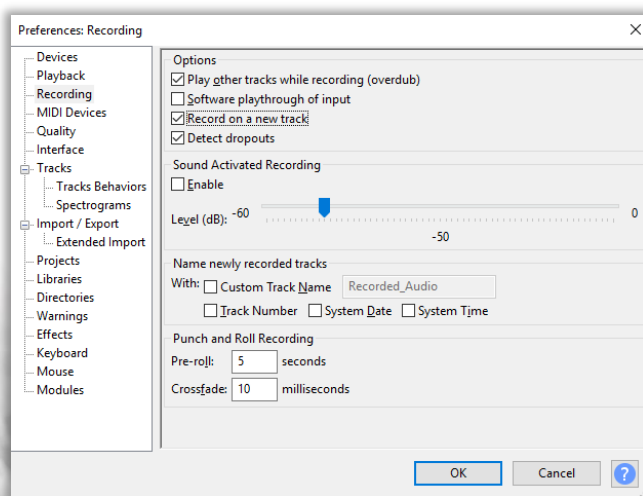 Preferences: Recording
Devices
Playback
Recording
MIDI Devices
Quality
Interface
Tracks
Tracks Behaviors
Spectrograms
Import / Export
Extended Import
Projects
Libraries
Directories
Warnings
Effects
Keyboard
Mouse
Modules
Options
Play other tracks while recording (overdub)
Software playthrough of input
Record on a new track
Detect dropouts
Sound Activated Recording
Enable
Level (dB): -60 0
-50
Name newly recorded tracks
With: Custom Track Name Recorded_Audio
Track Number System Date System Time
Punch and Roll Recording
Pre-roll: 5 seconds
Crossfade: 10 milliseconds
OK Cancel ?